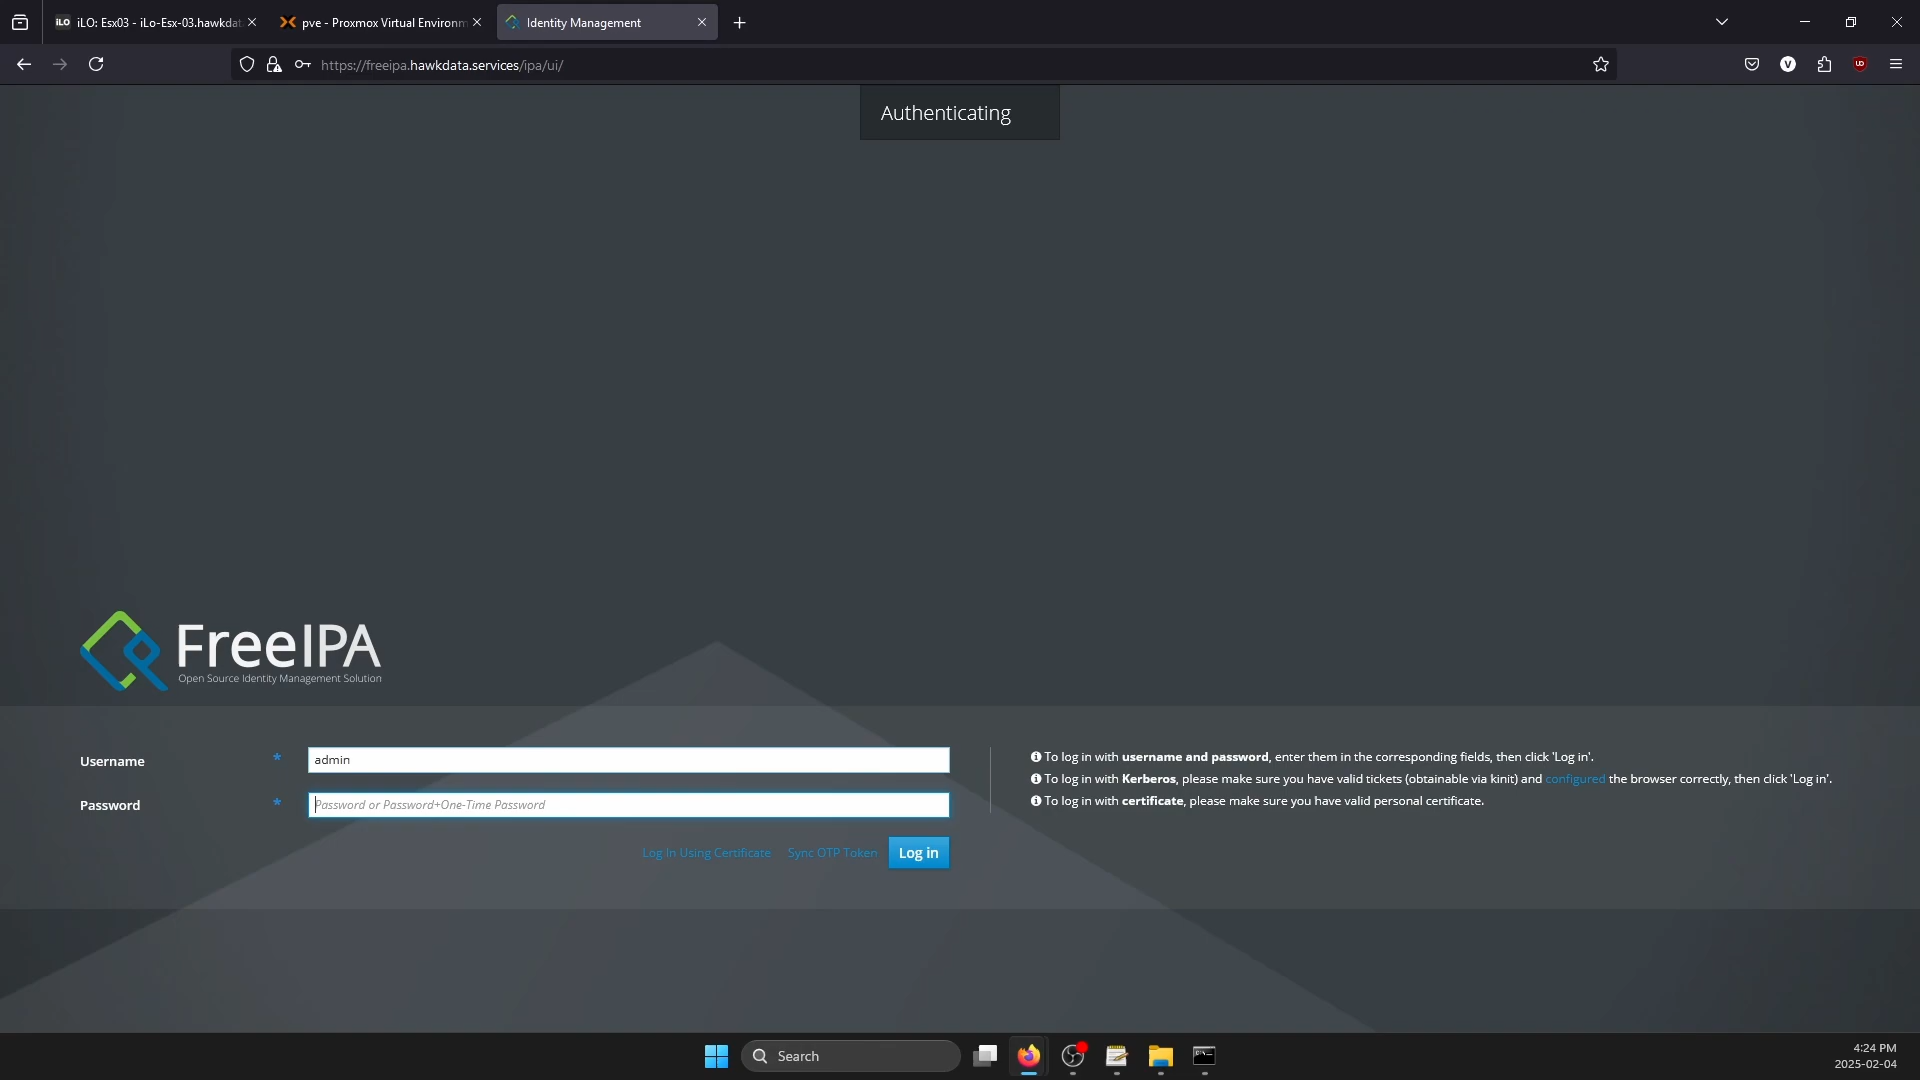 iLO iLO: Esx03 - iLo-Esx-03.hawkdat
pve - Proxmox Virtual Environm
Identity Management
https://freeipa.hawkdata.services/ipa/ui/
V
UD
Authenticating
FreeIPA
Open Source Identity Management Solution
Username * admin
Password * Password or Password+One-Time Password
Log In Using Certificate Sync OTP Token Log in
To log in with username and password, enter them in the corresponding fields, then click 'Log in'.
To log in with Kerberos, please make sure you have valid tickets (obtainable via kinit) and configured the browser correctly, then click 'Log in'.
To log in with certificate, please make sure you have valid personal certificate.
Search
4:24 PM
2025-02-04